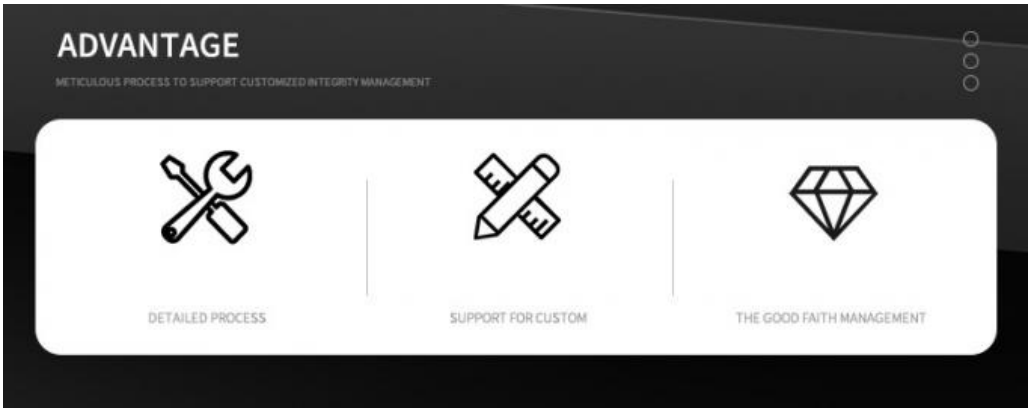 ADVANTAGE
METICULOUS PROCESS TO SUPPORT CUSTOMIZED INTEGRITY MANAGEMENT
DETAILED PROCESS
SUPPORT FOR CUSTOM
THE GOOD FAITH MANAGEMENT